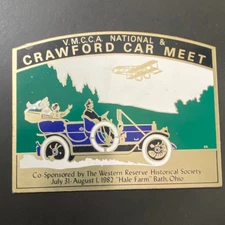 V.M.C.C.A. NATIONAL &
CRAWFORD CAR MEET
Co-Sponsored by The Western Reserve Historical Society
July 31-August 1, 1982 "Hale Farm" Bath, Ohio